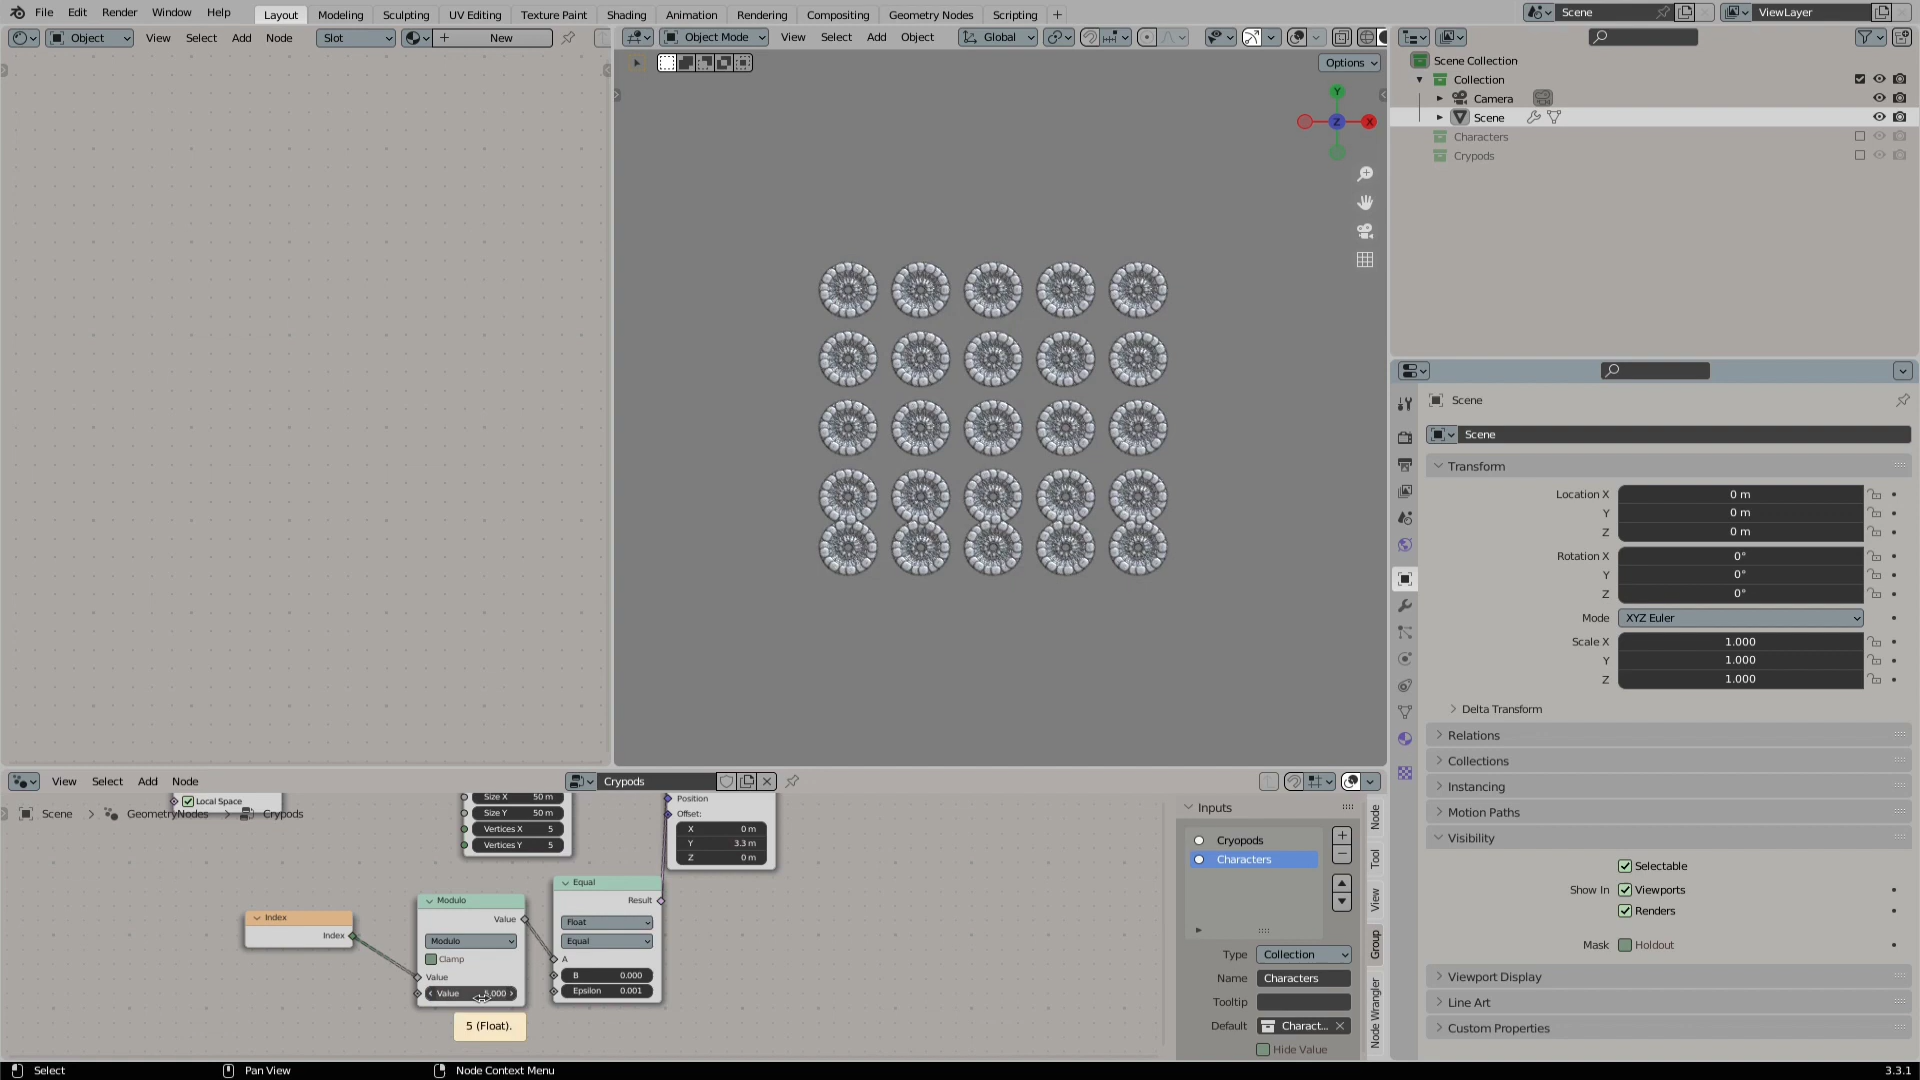 File Edit Render Window Help Layout Modeling Sculpting UV Editing Texture Paint Shading Animation Rendering Compositing Geometry Nodes Scripting + Scene ViewLayer
Object View Select Add Node Slot New
Object Mode View Select Add Object Global
Options
Y
Z X
Scene Collection
Collection
Camera
Scene
Characters
Crypods
Scene
Scene
Transform
Location X 0 m
Y 0 m
Z 0 m
Rotation X 0°
Y 0°
Z 0°
Mode XYZ Euler
Scale X 1.000
Y 1.000
Z 1.000
Delta Transform
Relations
Collections
Instancing
Motion Paths
Visibility
Selectable
Show In Viewports
Renders
Mask Holdout
Viewport Display
Line Art
Custom Properties
View Select Add Node Crypods
Local Space
Scene > GeometryNodes > Crypods
Size X 50 m
Size Y 50 m
Vertices X 5
Vertices Y 5
Position
Offset:
X 0 m
Y 3.3 m
Z 0 m
Index
Index
Modulo
Value
Modulo
Clamp
Value
Value 5.000
5 (Float).
Equal
Result
Float
Equal
A
B 0.000
Epsilon 0.001
Inputs
Cryopods
Characters
Type Collection
Name Characters
Tooltip
Default Charact...
Hide Value
Node
Tool
View
Group
Node Wrangler
Select Pan View Node Context Menu 3.3.1